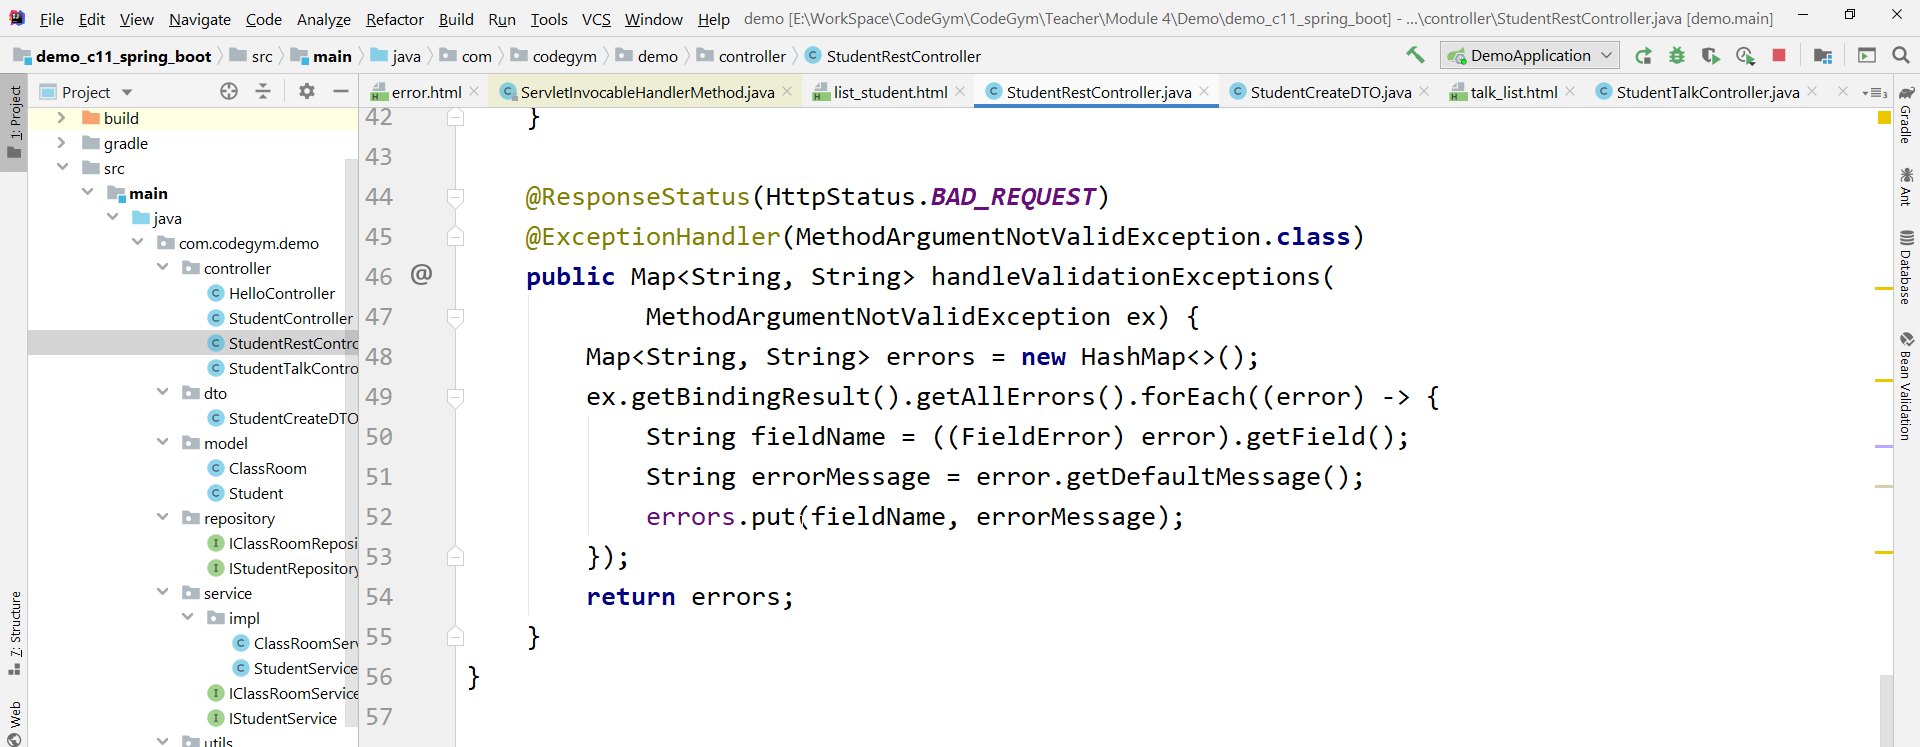 File Edit View Navigate Code Analyze Refactor Build Run Tools VCS Window Help demo [E:\WorkSpace\CodeGym\CodeGym\Teacher\Module 4\Demo\demo_c11_spring_boot] - ...\controller\StudentRestController.java [demo.main]
demo_c11_spring_boot src main java com codegym demo controller StudentRestController DemoApplication
Project error.html ServletInvocableHandlerMethod.java list_student.html StudentRestController.java StudentCreateDTO.java talk_list.html StudentTalkController.java 3
1: Project
7: Structure
Web
build
gradle
src
main
java
com.codegym.demo
controller
HelloController
StudentController
StudentRestContro
StudentTalkContro
dto
StudentCreateDTO
model
ClassRoom
Student
repository
IClassRoomReposi
IStudentRepository
service
impl
ClassRoomServ
StudentService
IClassRoomService
IStudentService
utils
42 }
43
44 @ResponseStatus(HttpStatus.BAD_REQUEST)
45 @ExceptionHandler(MethodArgumentNotValidException.class)
46 @ public Map<String, String> handleValidationExceptions(
47 MethodArgumentNotValidException ex) {
48 Map<String, String> errors = new HashMap<>();
49 ex.getBindingResult().getAllErrors().forEach((error) -> {
50 String fieldName = ((FieldError) error).getField();
51 String errorMessage = error.getDefaultMessage();
52 errors.put(fieldName, errorMessage);
53 });
54 return errors;
55 }
56 }
57
Gradle
Ant
Database
Bean Validation